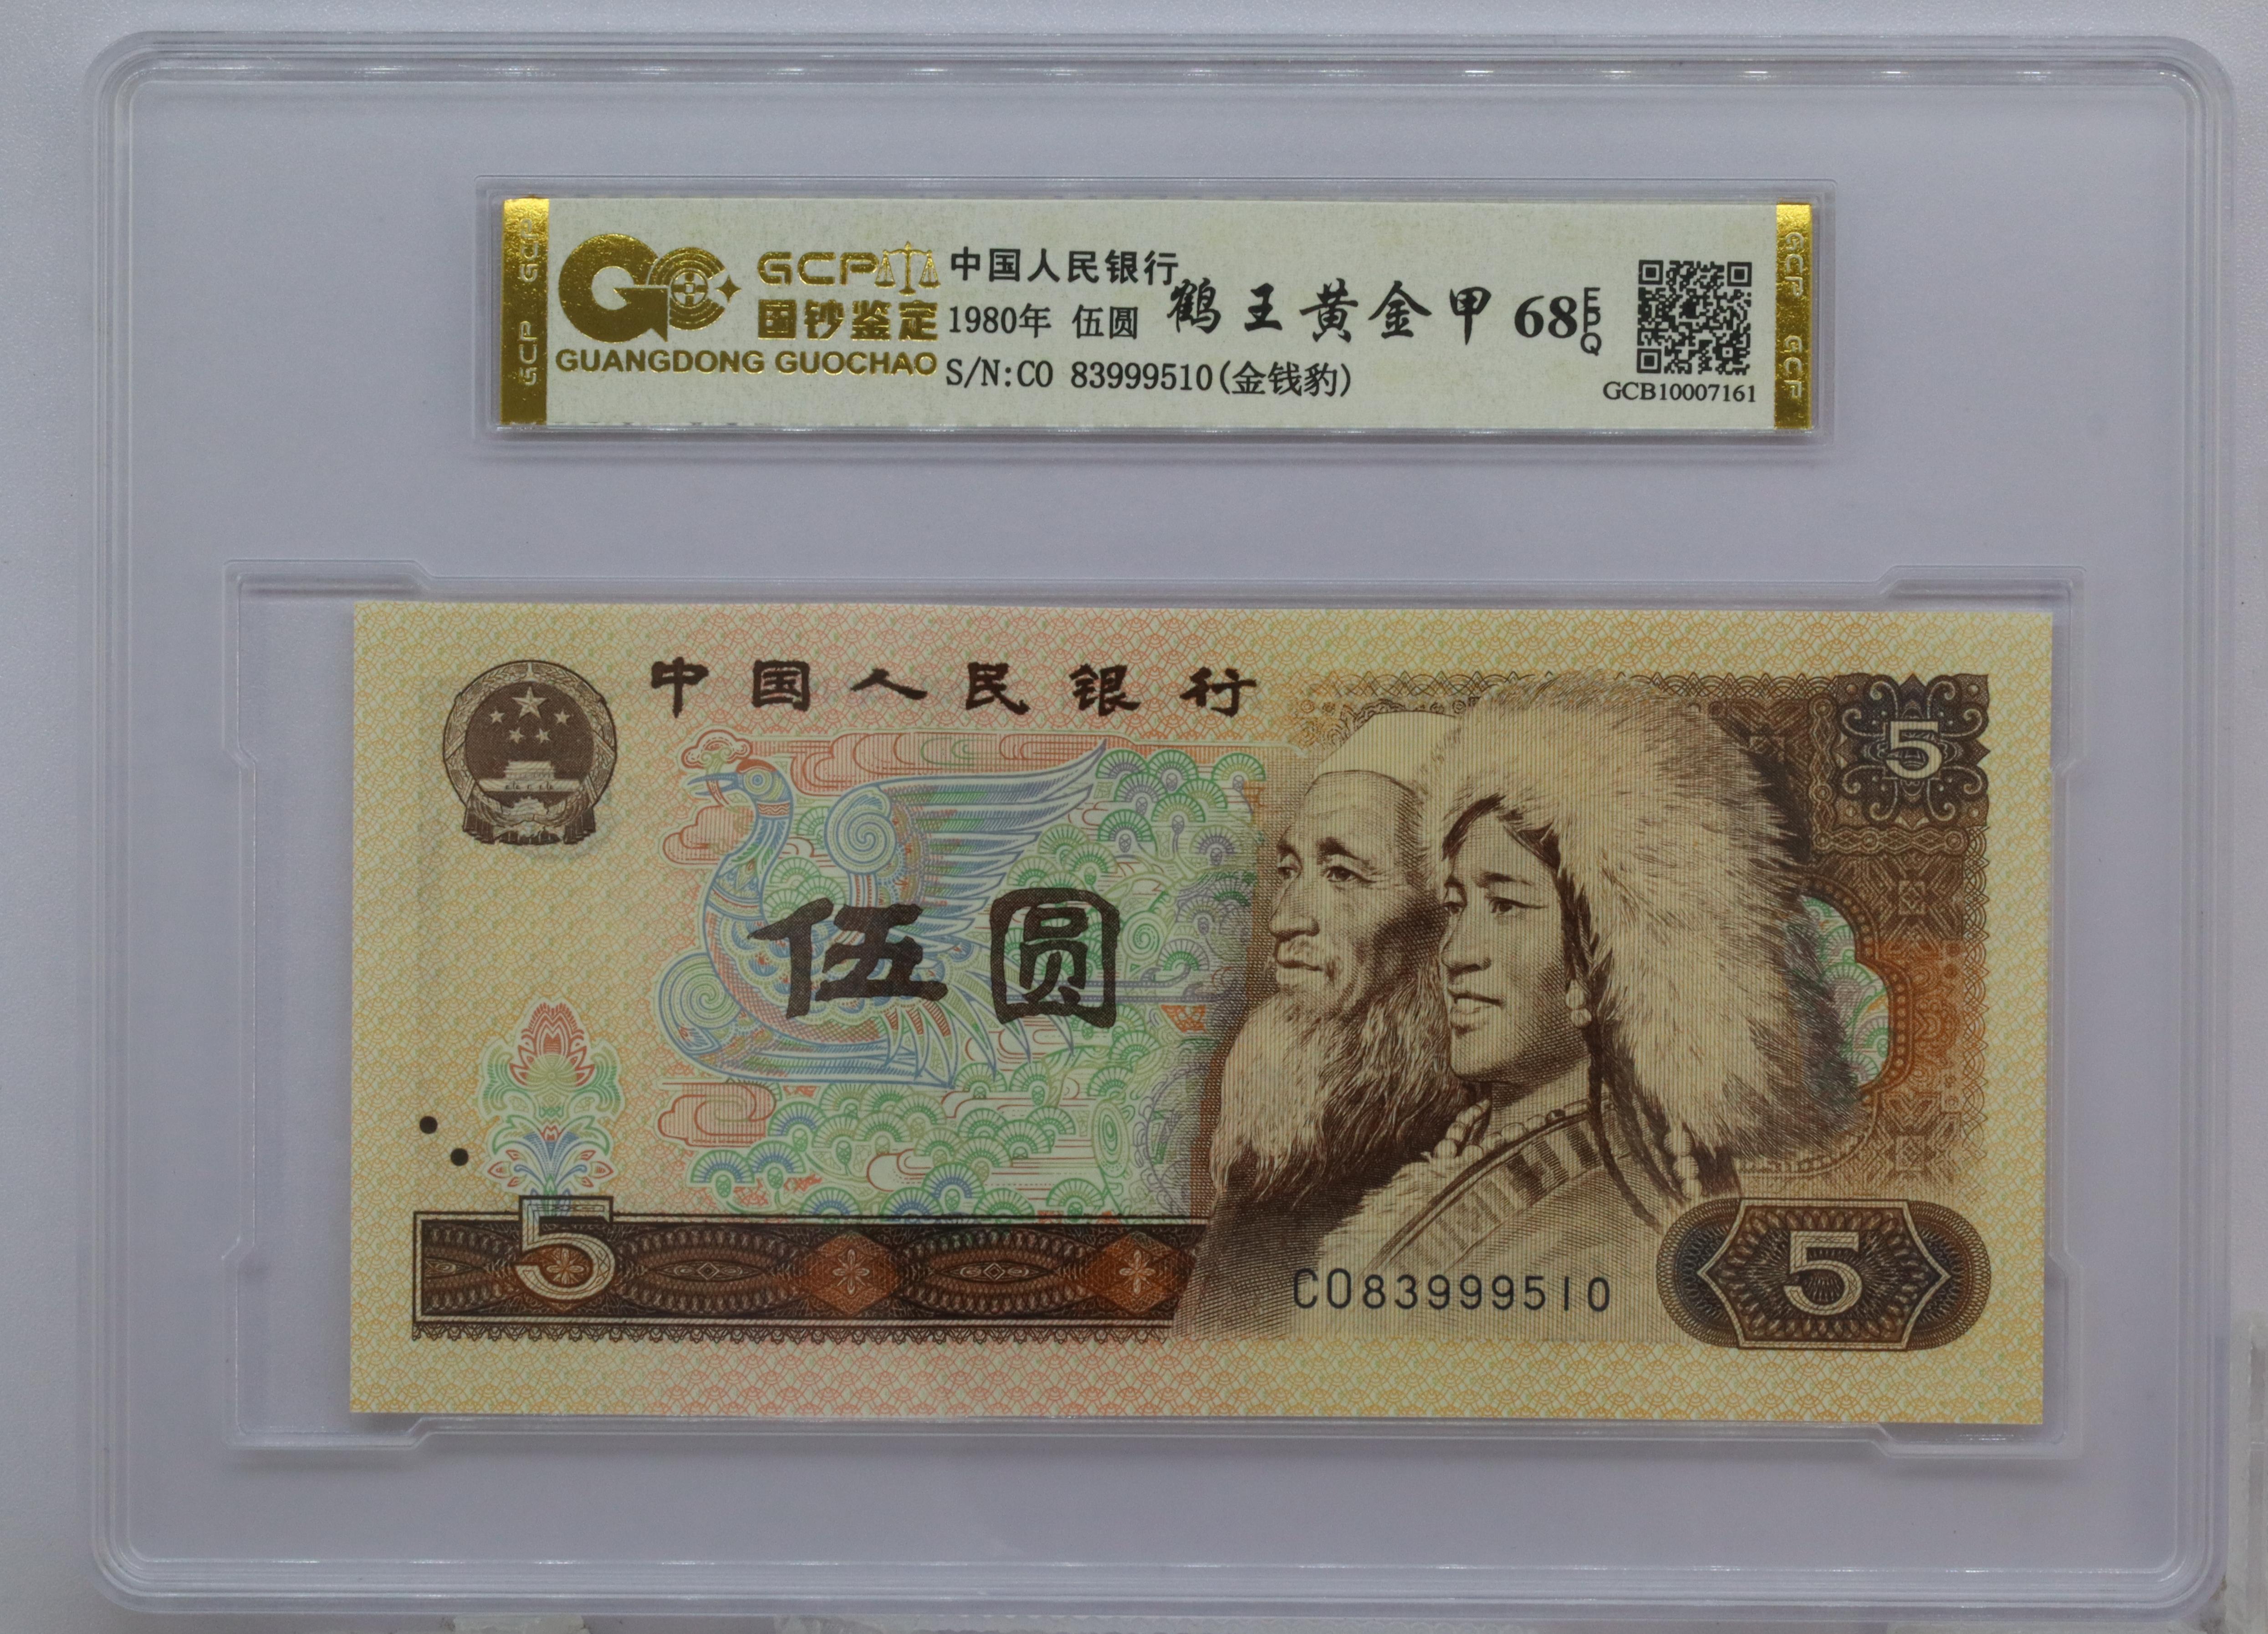 GCP GCP
GCP
国钞鉴定
GUANGDONG GUOCHAO
中国人民银行
1980年 伍圆
S/N:CO 83999510(金钱豹)
鹤王黄金甲
68 EPQ
GCB10007161
GCP GCP
中国人民银行
5
伍圆
5
CO83999510
5